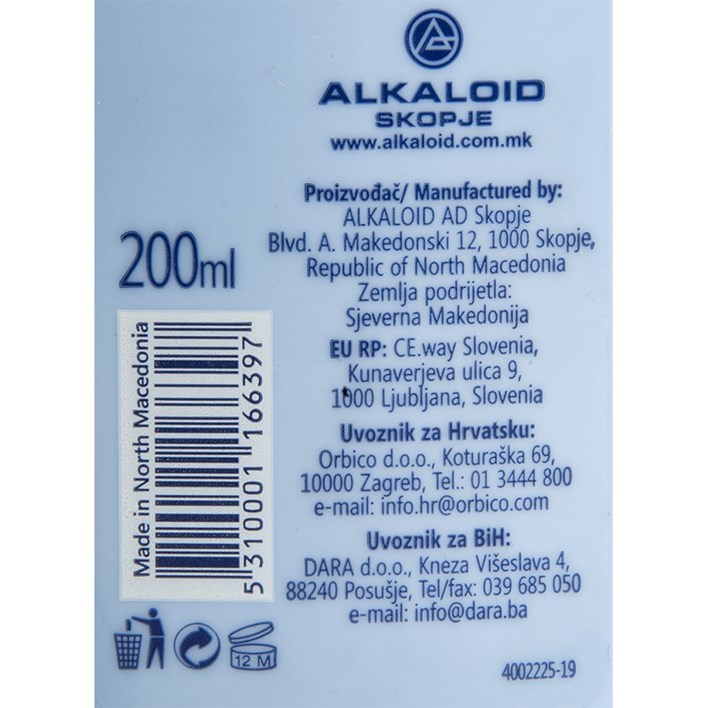 ALKALOID
SKOPJE
www.alkaloid.com.mk
Proizvođač/ Manufactured by:
ALKALOID AD Skopje
Blvd. A. Makedonski 12, 1000 Skopje,
Republic of North Macedonia
Zemlja podrijetla:
Sjeverna Makedonija
EU RP: CE.way Slovenia,
Kunaverjeva ulica 9,
1000 Ljubljana, Slovenia
Uvoznik za Hrvatsku:
Orbico d.o.o., Koturaška 69,
10000 Zagreb, Tel.: 01 3444 800
e-mail: info.hr@orbico.com
Uvoznik za BiH:
DARA d.o.o., Kneza Višeslava 4,
88240 Posušje, Tel/fax: 039 685 050
e-mail: info@dara.ba
200ml
Made in North Macedonia
5 310001 166397
12 M
4002225-19